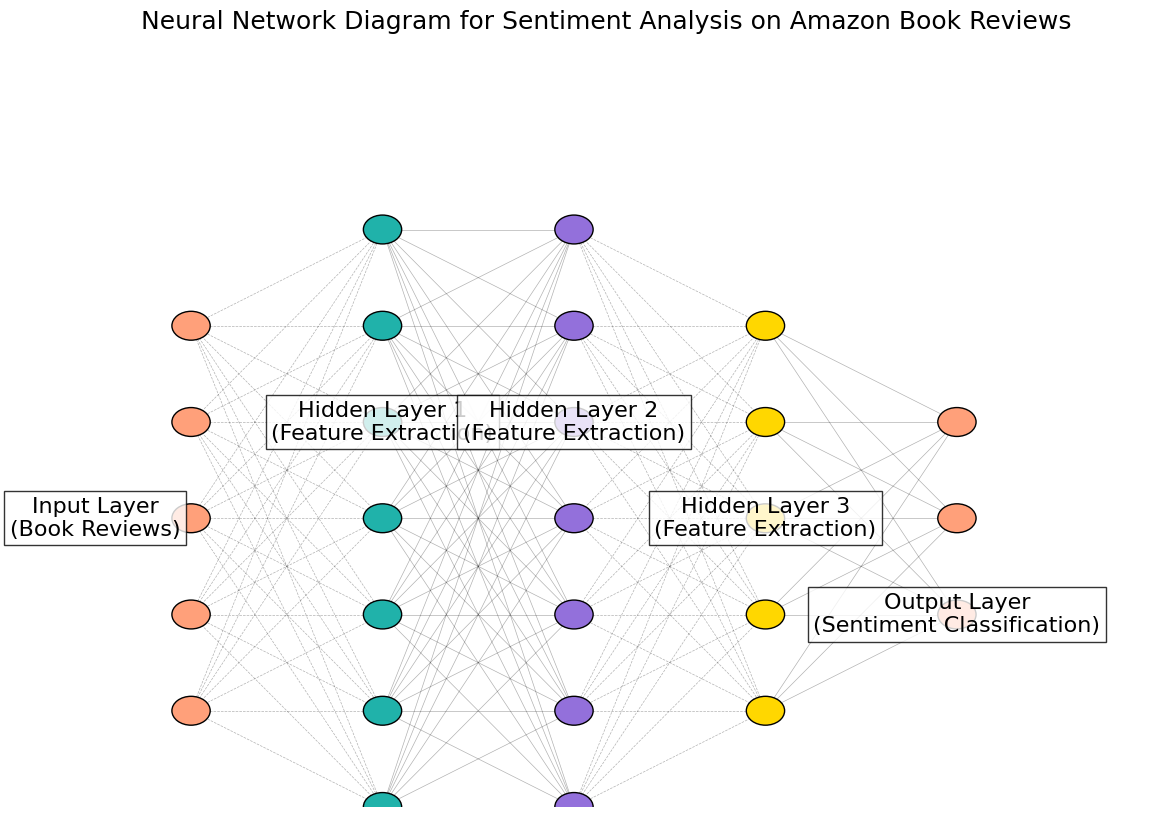 Neural Network Diagram for Sentiment Analysis on Amazon Book Reviews
Hidden Layer 1
(Feature Extraction)
Hidden Layer 2
(Feature Extraction)
Input Layer
(Book Reviews)
Hidden Layer 3
(Feature Extraction)
Output Layer
(Sentiment Classification)